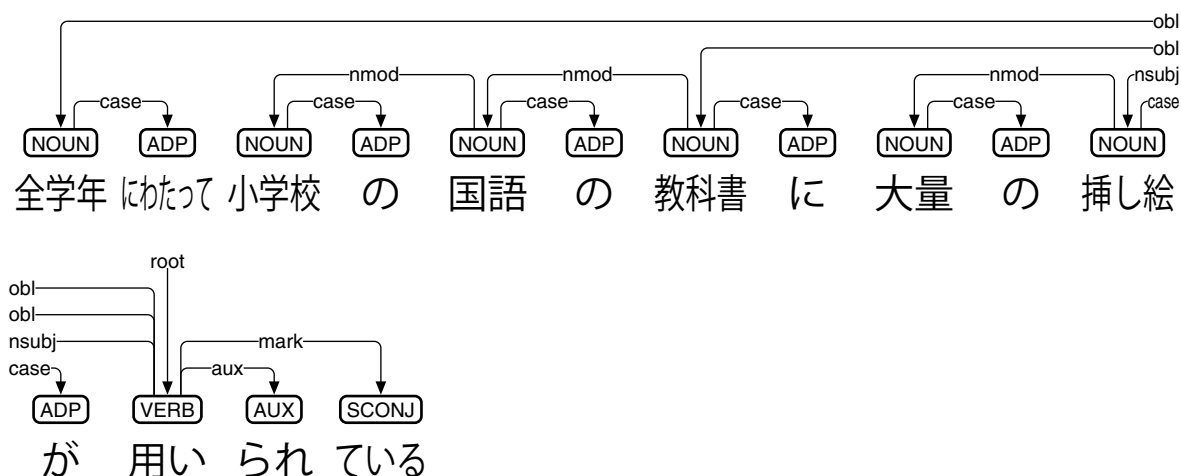 obl
obl
nmod nmod nmod nsubj
case case case case case case
NOUN ADP NOUN ADP NOUN ADP NOUN ADP NOUN ADP NOUN
全学年 にわたって 小学校 の 国語 の 教科書 に 大量 の 挿し絵
root
obl
obl
nsubj mark
case aux
ADP VERB AUX SCONJ
が 用い られ ている